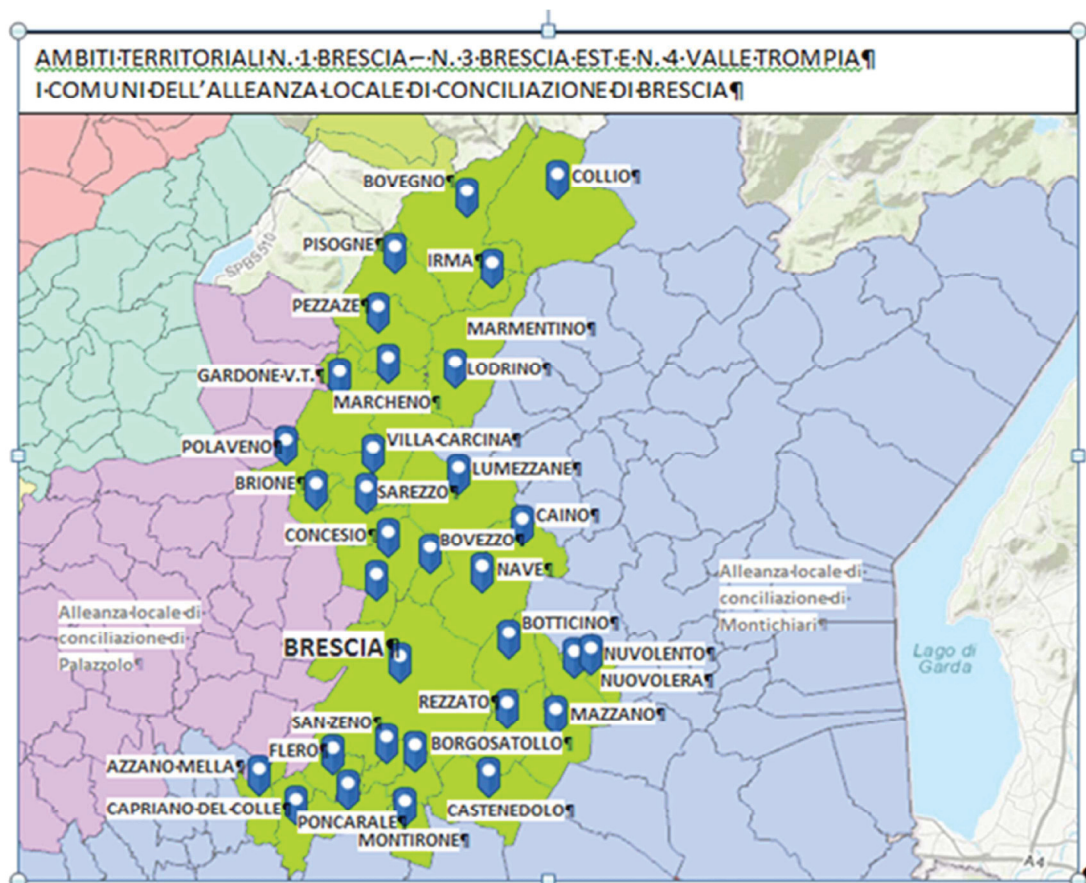 AMBITI·TERRITORIALI·N.·1·BRESCIA–·N.·3·BRESCIA·EST·E·N.·4·VALLE·TROMPIA¶
I·COMUNI·DELL’ALLEANZA·LOCALE·DI·CONCILIAZIONE·DI·BRESCIA¶
COLLIO¶
BOVEGNO¶
PISOGNE¶
IRMA¶
SPBS510
PEZZAZE¶
MARMENTINO¶
GARDONE·V.T.¶
LODRINO¶
MARCHENO¶
POLAVENO¶
VILLA·CARCINA¶
LUMEZZANE¶
BRIONE¶
SAREZZO¶
CAINO¶
CONCESIO¶
BOVEZZO¶
NAVE¶
Alleanza·locale·di·
conciliazione·di·
Montichiari¶
Alleanza·locale·di·
conciliazione·di·
Palazzolo¶
BOTTICINO¶
BRESCIA¶
NUVOLENTO¶
NUOVOLERA¶
Lago di
Garda
REZZATO¶
MAZZANO¶
SAN·ZENO¶
FLERO¶
BORGOSATOLLO¶
AZZANO·MELLA¶
CAPRIANO·DEL·COLLE¶
PONCARALE¶
CASTENEDOLO¶
MONTIRONE¶
A4